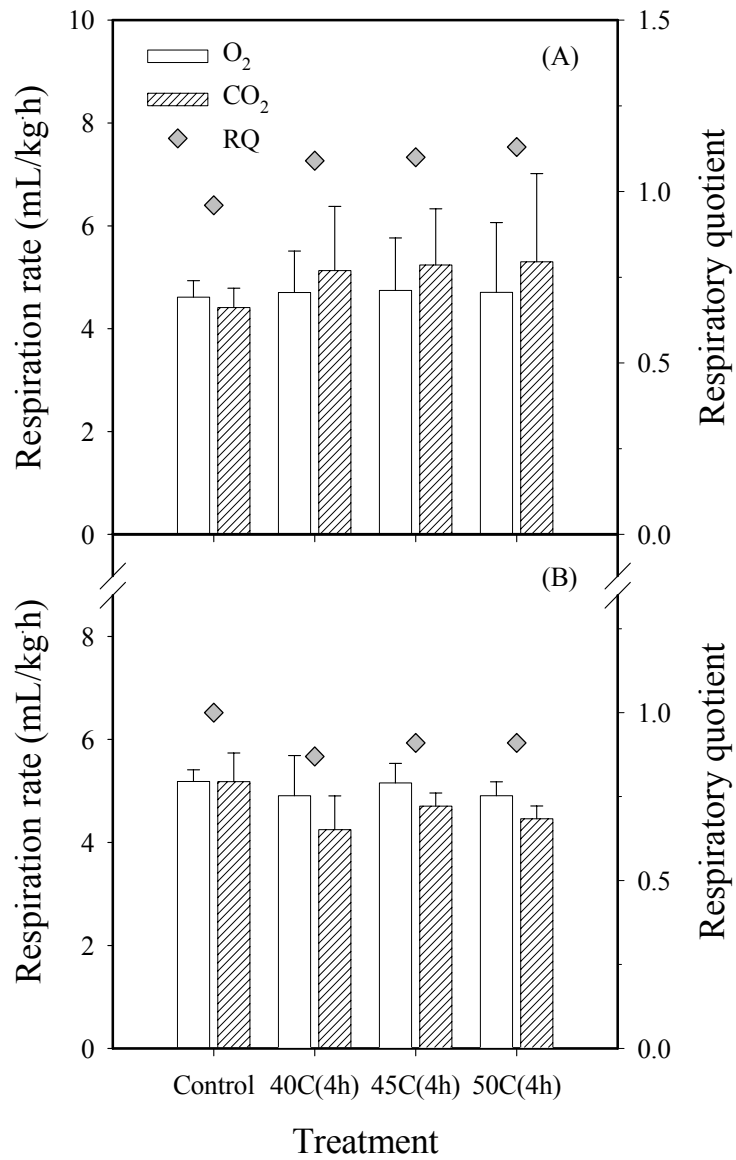 10
8
6
4
2
0
Respiration rate (mL/kg·h)
O₂
CO₂
RQ
(A)
1.5
1.0
0.5
0.0
Respiratory quotient
(B)
8
6
4
2
0
Respiration rate (mL/kg·h)
1.0
0.5
0.0
Respiratory quotient
Control 40C(4h) 45C(4h) 50C(4h)
Treatment